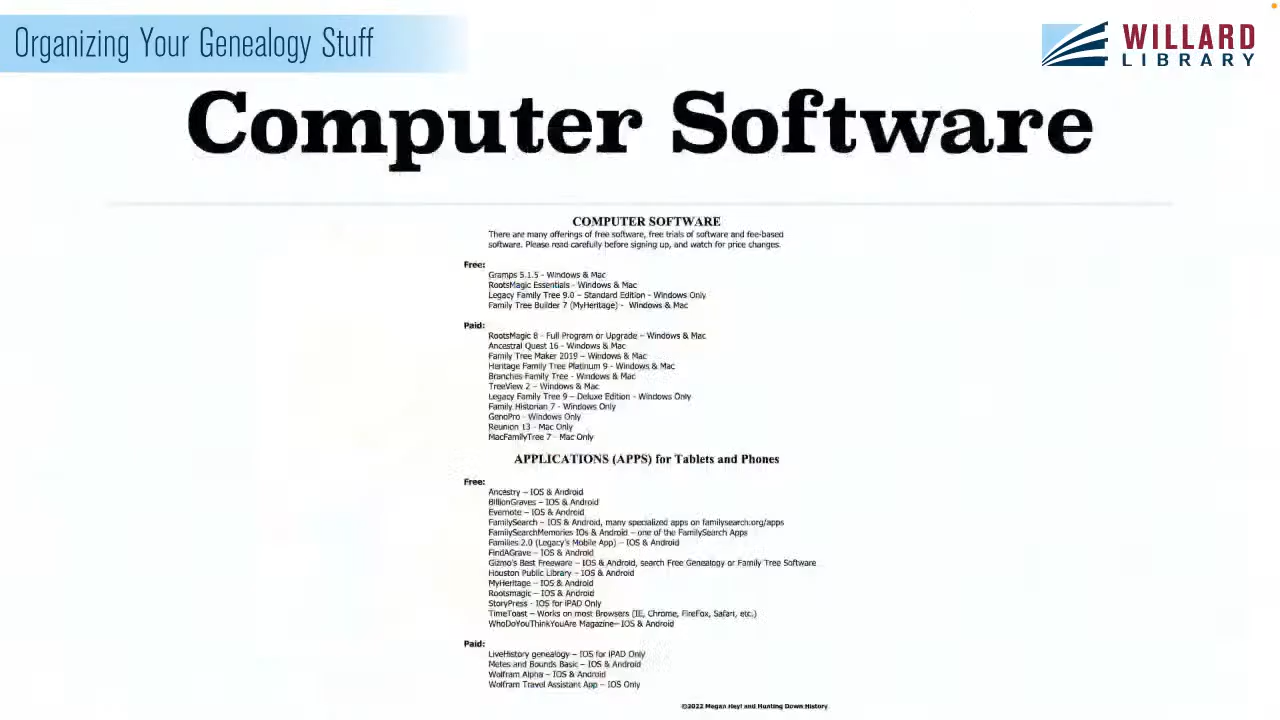 Organizing Your Genealogy Stuff
WILLARD
LIBRARY
Computer Software
COMPUTER SOFTWARE
There are many offerings of free software, free trials of software and fee-based
software. Please read carefully before signing up, and watch for price changes.
Free:
Gramps 5.1.5 - Windows & Mac
RootsMagic Essentials - Windows & Mac
Legacy Family Tree 9.0 – Standard Edition - Windows Only
Family Tree Builder 7 (MyHeritage) - Windows & Mac
Paid:
RootsMagic 8 - Full Program or Upgrade – Windows & Mac
Ancestral Quest 16 - Windows & Mac
Family Tree Maker 2019 – Windows & Mac
Heritage Family Tree Platinum 9 - Windows & Mac
Branches Family Tree - Windows & Mac
TreeView 2 – Windows & Mac
Legacy Family Tree 9 – Deluxe Edition - Windows Only
Family Historian 7 - Windows Only
GenoPro - Windows Only
Reunion 13 - Mac Only
MacFamilyTree 7 - Mac Only
APPLICATIONS (APPS) for Tablets and Phones
Free:
Ancestry – IOS & Android
BillionGraves – IOS & Android
Evernote – IOS & Android
FamilySearch – IOS & Android, many specialized apps on familysearch.org/apps
FamilySearchMemories IOs & Android – one of the FamilySearch Apps
Families 2.0 (Legacy's Mobile App) – IOS & Android
FindAGrave – IOS & Android
Gizmo's Best Freeware – IOS & Android, search Free Genealogy or Family Tree Software
Houston Public Library – IOS & Android
MyHeritage – IOS & Android
Rootsmagic – IOS & Android
StoryPress - IOS for iPAD Only
TimeToast – Works on most Browsers (IE, Chrome, FireFox, Safari, etc.)
WhoDoYouThinkYouAre Magazine– IOS & Android
Paid:
LiveHistory genealogy – IOS for iPAD Only
Metes and Bounds Basic – IOS & Android
Wolfram Alpha – IOS & Android
Wolfram Travel Assistant App – IOS Only
©2022 Megan Heyl and Hunting Down History